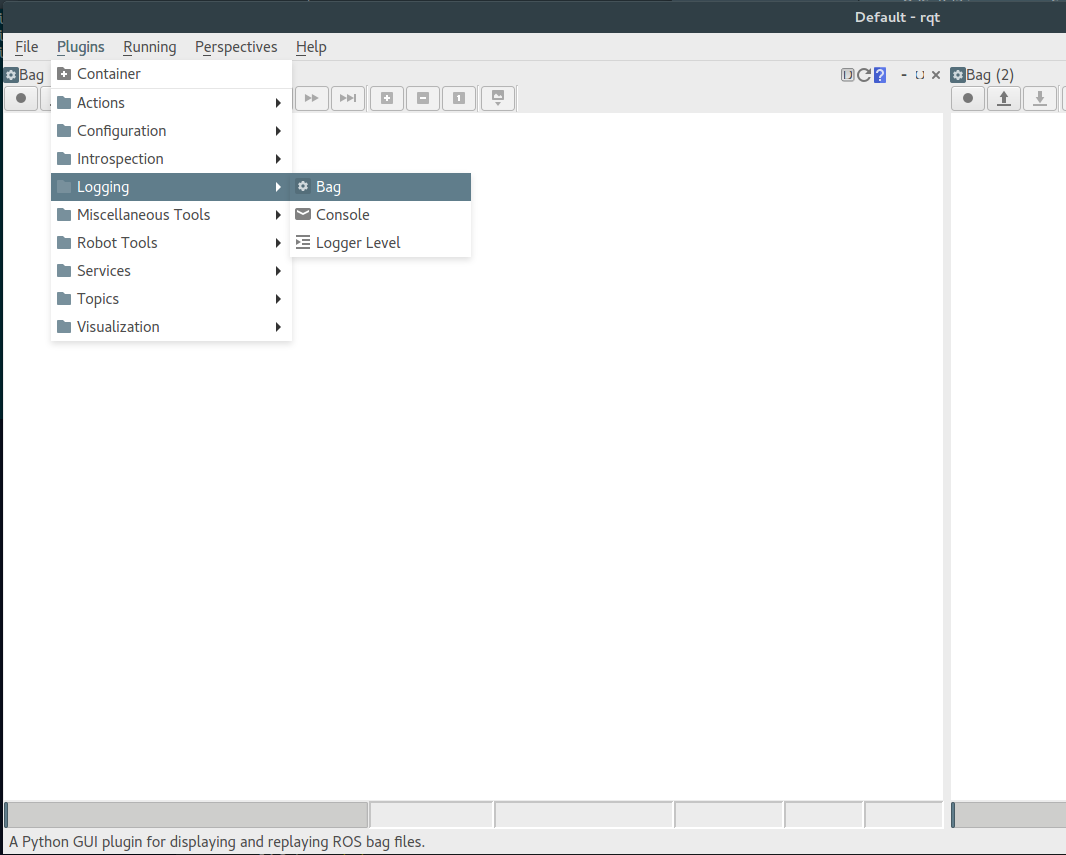 Default - rqt
File Plugins Running Perspectives Help
Bag
Container
Bag (2)
Actions
1
Configuration
Introspection
Logging
Bag
Miscellaneous Tools
Console
Robot Tools
Logger Level
Services
Topics
Visualization
A Python GUI plugin for displaying and replaying ROS bag files.